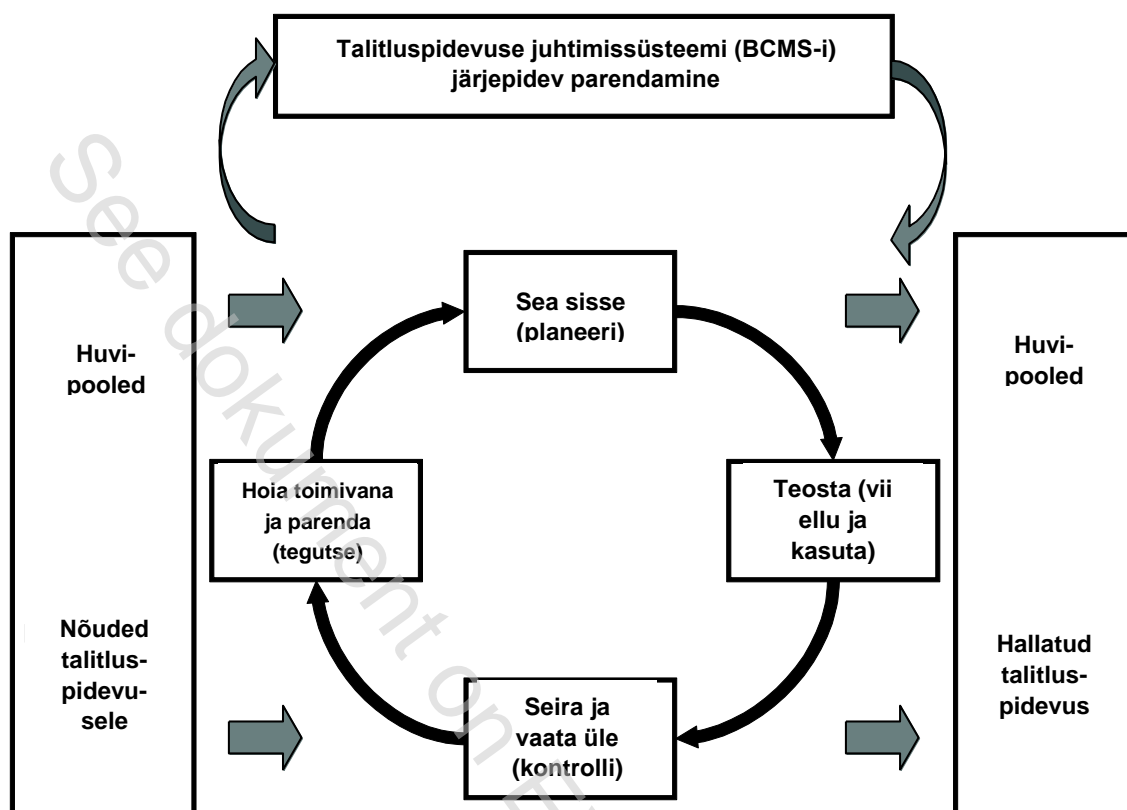 Talitluspidevuse juhtimissüsteemi (BCMS-i)
järjepidev parendamine
Huvi-
pooled
Nõuded
talitlus-
pidevu-
sele
Sea sisse
(planeeri)
Teosta (vii
ellu ja
kasuta)
Seira ja
vaata üle
(kontrolli)
Hoia toimivana
ja parenda
(tegutse)
Huvi-
pooled
Hallatud
talitlus-
pidevus
See dokument on